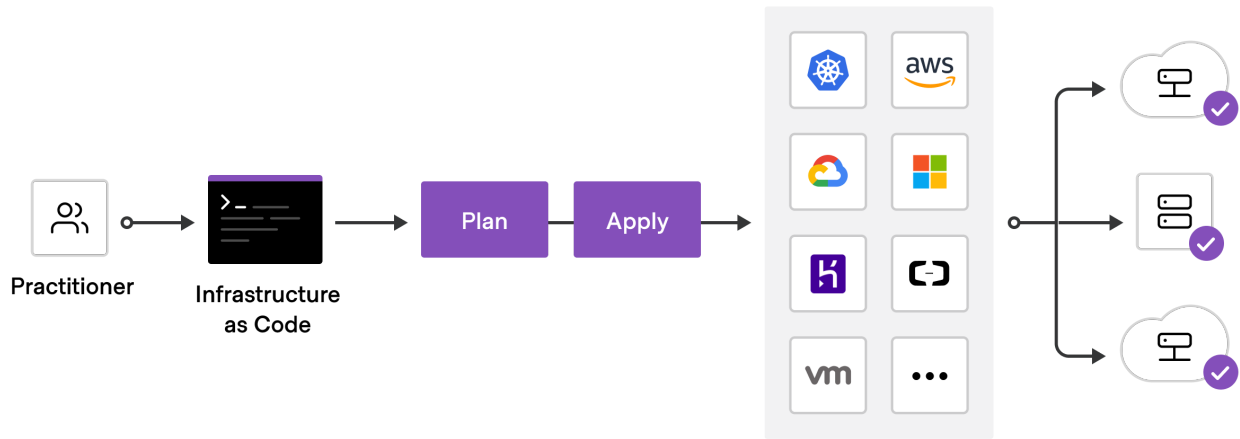 Practitioner
Infrastructure
as Code
Plan
Apply
aws
vm